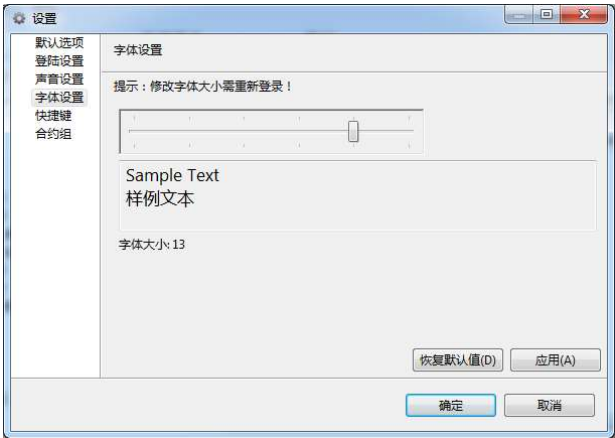 设置
默认选项
登陆设置
声音设置
字体设置
快捷键
合约组
字体设置
提示：修改字体大小需重新登录！
Sample Text
样例文本
字体大小: 13
恢复默认值(D)
应用(A)
确定
取消